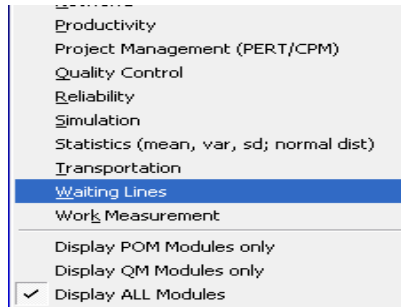 Productivity
Project Management (PERT/CPM)
Quality Control
Reliability
Simulation
Statistics (mean, var, sd; normal dist)
Transportation
Waiting Lines
Work Measurement
Display POM Modules only
Display QM Modules only
Display ALL Modules